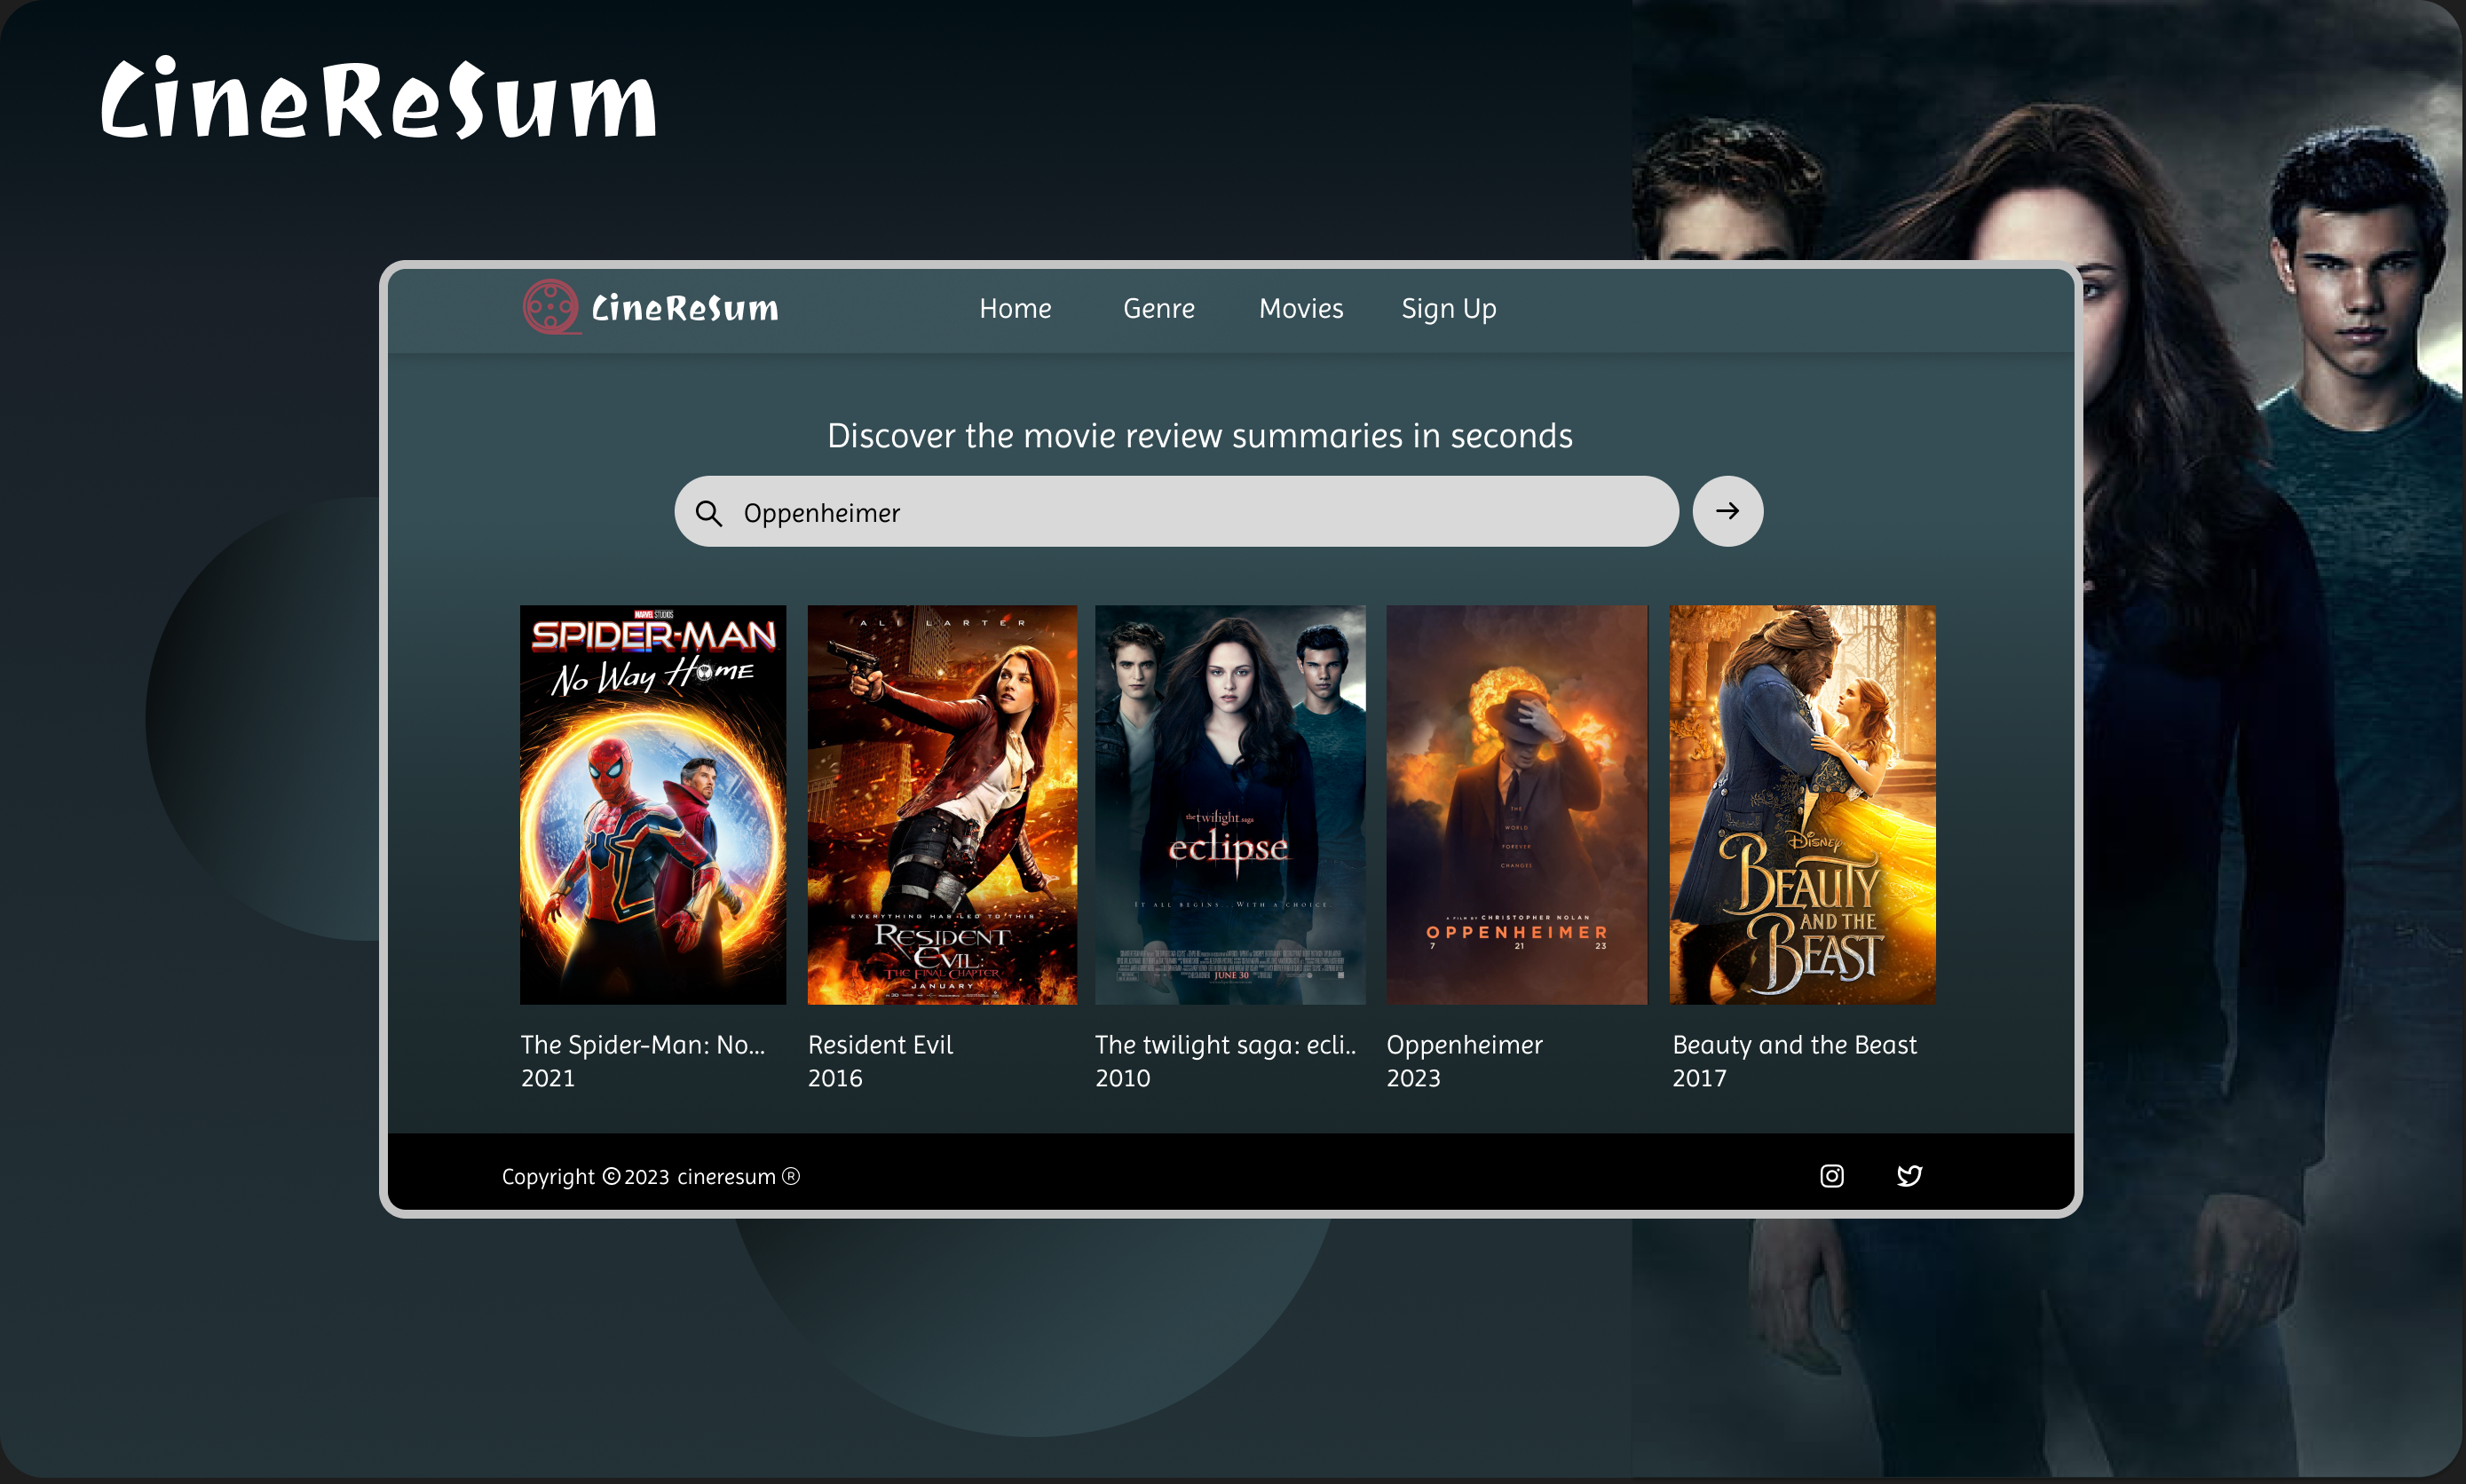 CineReSum
CineReSum
Home Genre Movies Sign Up
Discover the movie review summaries in seconds
Oppenheimer
MARVEL STUDIOS
SPIDER-MAN
NO WAY HOME
ALI LARTER
EVERYTHING HAS LED TO THIS
RESIDENT
EVIL:
THE FINAL CHAPTER
JANUARY
the twilight saga
eclipse
IT ALL BEGINS...WITH A CHOICE.
JUNE 30
THE
WORLD
FOREVER
CHANGES
A FILM BY CHRISTOPHER NOLAN
OPPENHEIMER
7 21 23
DISNEY
BEAUTY
AND THE
BEAST
The Spider-Man: No...
2021
Resident Evil
2016
The twilight saga: ecli..
2010
Oppenheimer
2023
Beauty and the Beast
2017
Copyright © 2023 cineresum ®